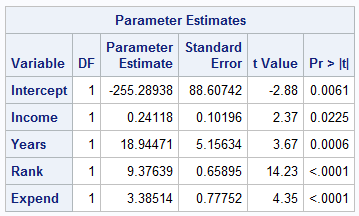 Parameter Estimates
Variable DF Parameter Estimate Standard Error t Value Pr > |t|
Intercept 1 -255.28938 88.60742 -2.88 0.0061
Income 1 0.24118 0.10196 2.37 0.0225
Years 1 18.94471 5.15634 3.67 0.0006
Rank 1 9.37639 0.65895 14.23 <.0001
Expend 1 3.38514 0.77752 4.35 <.0001